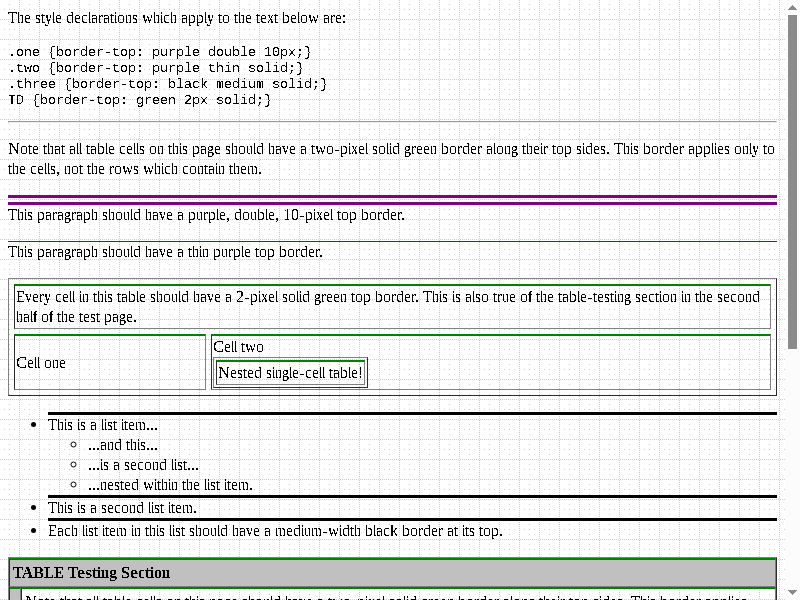 The style declarations which apply to the text below are:
.one {border-top: purple double 10px;}
.two {border-top: purple thin solid;}
.three {border-top: black medium solid;}
TD {border-top: green 2px solid;}
Note that all table cells on this page should have a two-pixel solid green border along their top sides. This border applies only to
the cells, not the rows which contain them.
This paragraph should have a purple, double, 10-pixel top border.
This paragraph should have a thin purple top border.
Every cell in this table should have a 2-pixel solid green top border. This is also true of the table-testing section in the second
half of the test page.
Cell one
Cell two
Nested single-cell table!
This is a list item...
...and this...
...is a second list...
...nested within the list item.
This is a second list item.
Each list item in this list should have a medium-width black border at its top.
TABLE Testing Section
Note that all table cells on this page should have a two-pixel solid green border along their top sides. This border applies